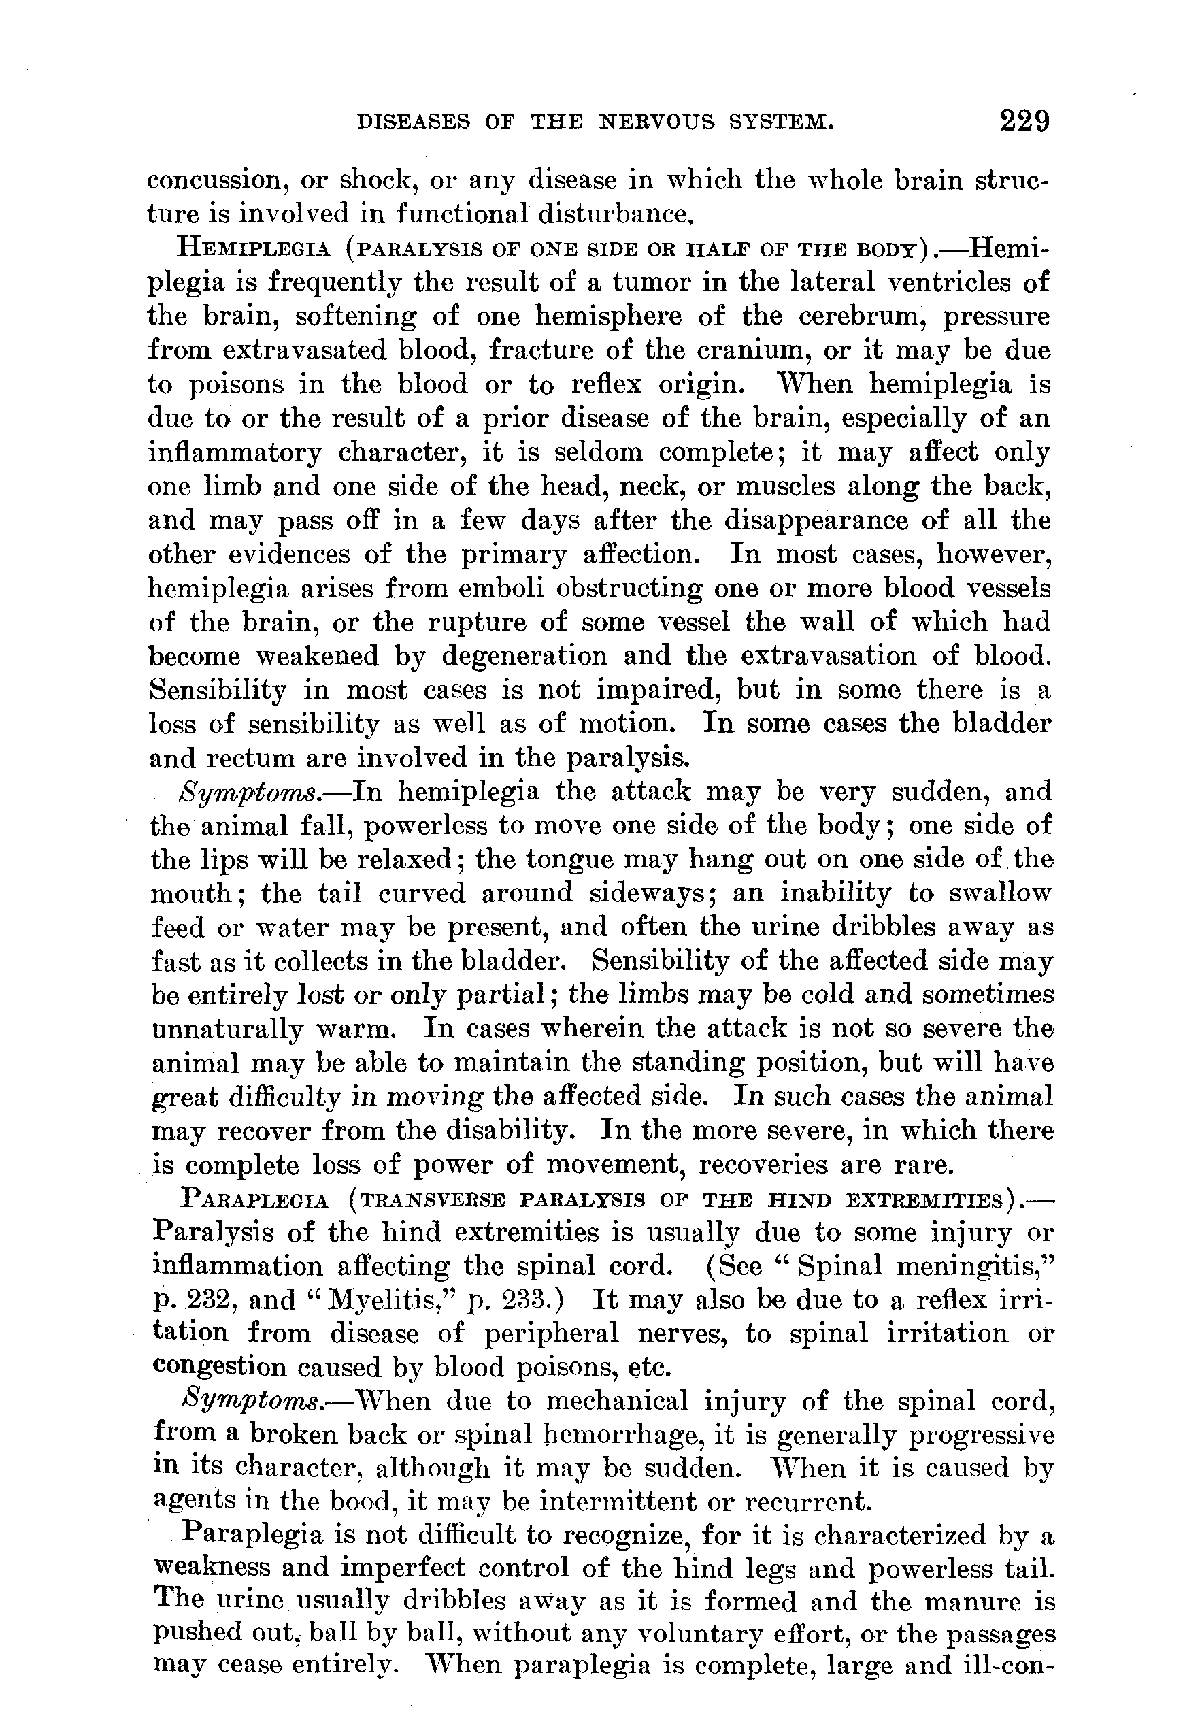 DISEASES OF THE NERVOUS SYSTEM. 229
concussion, or shock, or any disease in which the whole brain struc-
ture is involved in functional disturbance.
HEMIPLEGIA (PARALYSIS OF ONE SIDE OR HALF OF THE BODY).—Hemi-
plegia is frequently the result of a tumor in the lateral ventricles of
the brain, softening of one hemisphere of the cerebrum, pressure
from extravasated blood, fracture of the cranium, or it may be due
to poisons in the blood or to reflex origin. When hemiplegia is
due to or the result of a prior disease of the brain, especially of an
inflammatory character, it is seldom complete; it may affect only
one limb and one side of the head, neck, or muscles along the back,
and may pass off in a few days after the disappearance of all the
other evidences of the primary affection. In most cases, however,
hemiplegia arises from emboli obstructing one or more blood vessels
of the brain, or the rupture of some vessel the wall of which had
become weakened by degeneration and the extravasation of blood.
Sensibility in most cases is not impaired, but in some there is a
loss of sensibility as well as of motion. In some cases the bladder
and rectum are involved in the paralysis.
Symptoms.—In hemiplegia the attack may be very sudden, and
the animal fall, powerless to move one side of the body; one side of
the lips will be relaxed; the tongue may hang out on one side of the
mouth; the tail curved around sideways; an inability to swallow
feed or water may be present, and often the urine dribbles away as
fast as it collects in the bladder. Sensibility of the affected side may
be entirely lost or only partial; the limbs may be cold and sometimes
unnaturally warm. In cases wherein the attack is not so severe the
animal may be able to maintain the standing position, but will have
great difficulty in moving the affected side. In such cases the animal
may recover from the disability. In the more severe, in which there
is complete loss of power of movement, recoveries are rare.
PARAPLEGIA (TRANSVERSE PARALYSIS OF THE HIND EXTREMITIES).—
Paralysis of the hind extremities is usually due to some injury or
inflammation affecting the spinal cord. (See "Spinal meningitis,"
p. 232, and "Myelitis," p. 233.) It may also be due to a reflex irri-
tation from disease of peripheral nerves, to spinal irritation or
congestion caused by blood poisons, etc.
Symptoms.—When due to mechanical injury of the spinal cord,
from a broken back or spinal hemorrhage, it is generally progressive
in its character, although it may be sudden. When it is caused by
agents in the bood, it may be intermittent or recurrent.
Paraplegia is not difficult to recognize, for it is characterized by a
weakness and imperfect control of the hind legs and powerless tail.
The urine usually dribbles away as it is formed and the manure is
pushed out, ball by ball, without any voluntary effort, or the passages
may cease entirely. When paraplegia is complete, large and ill-con-